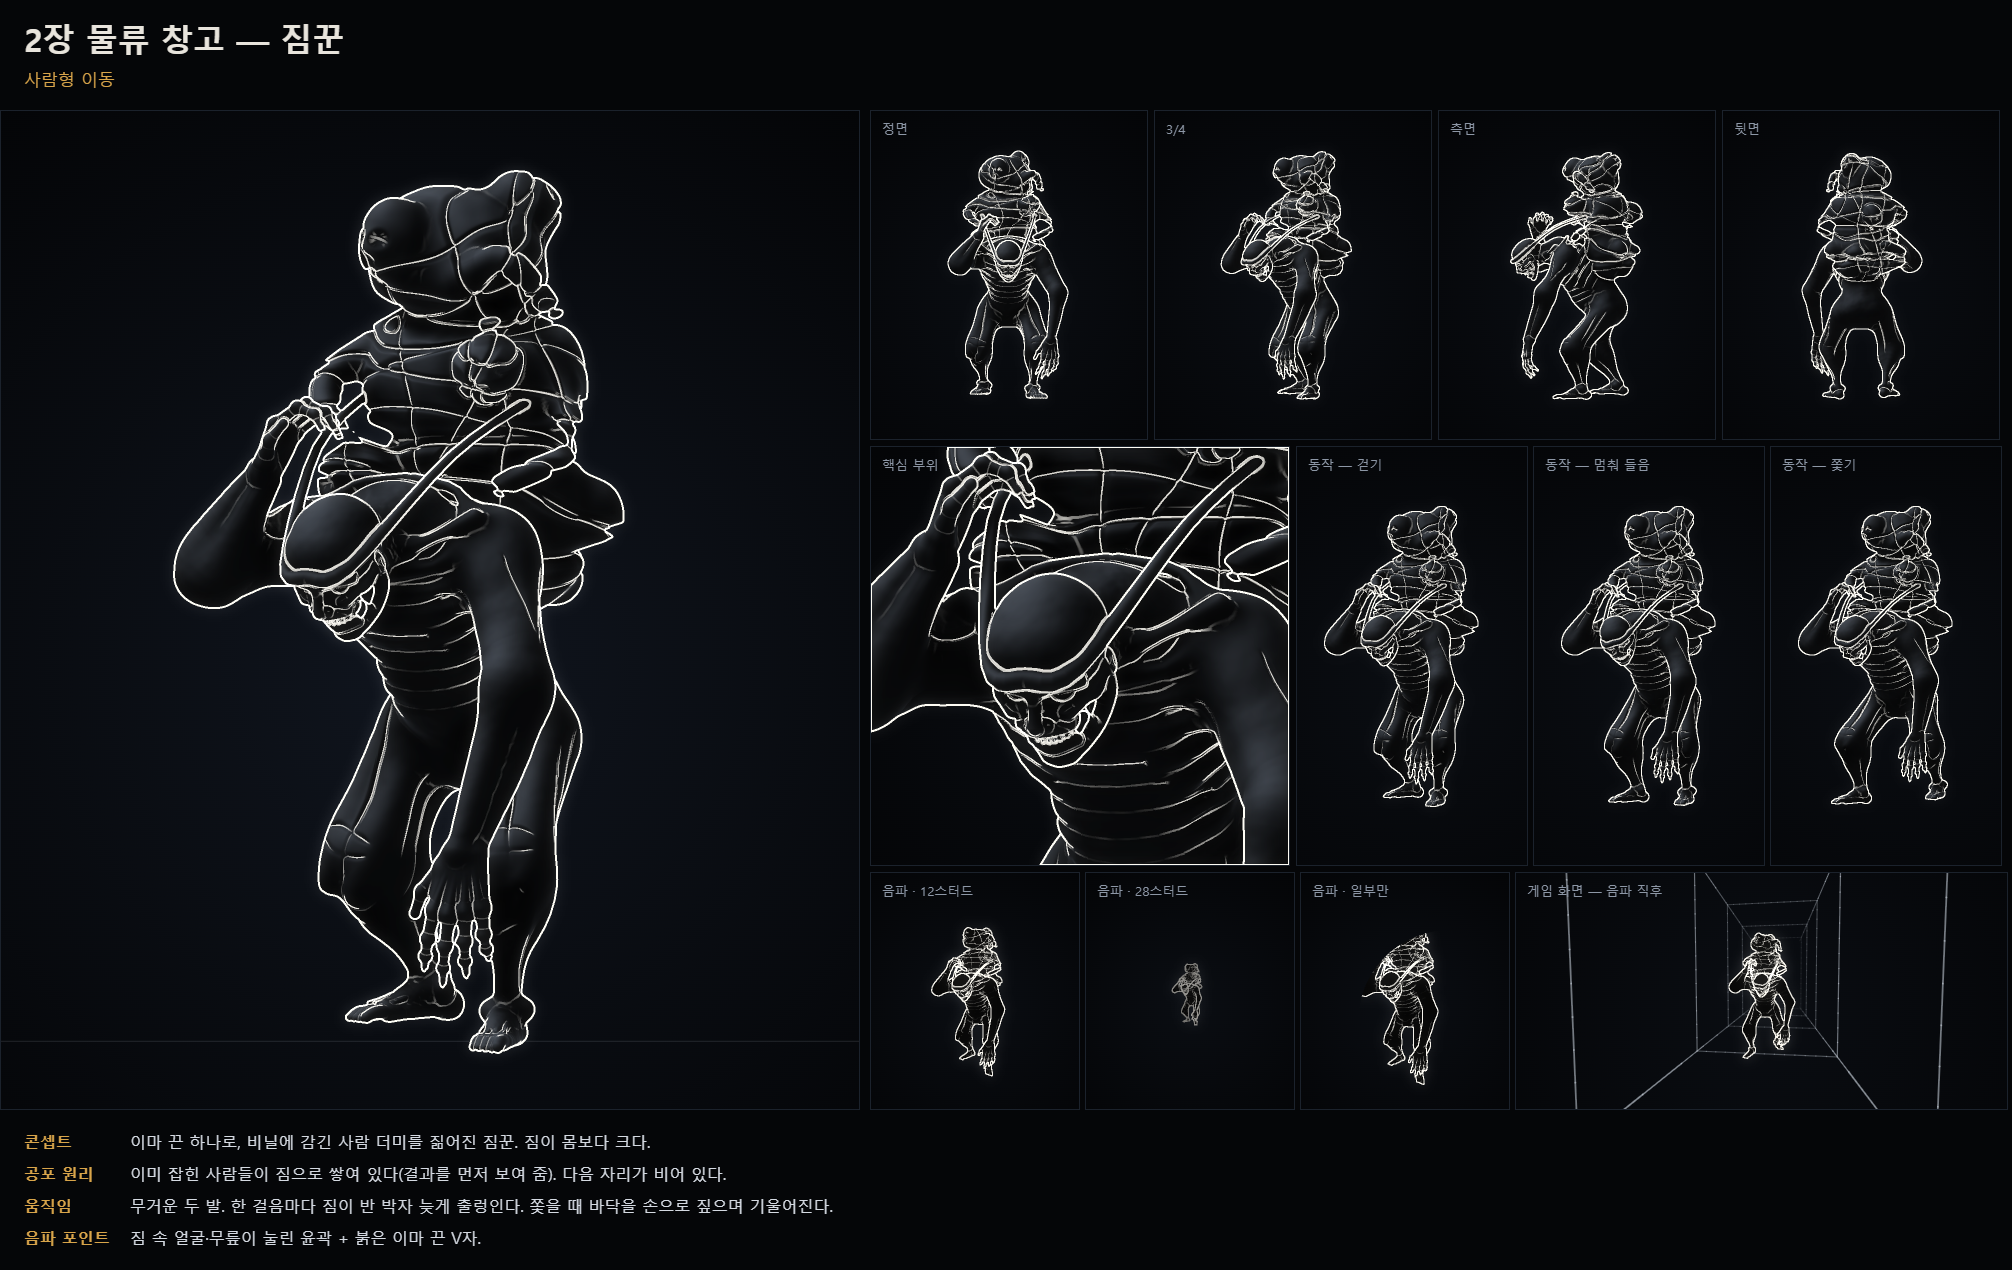 2장 물류 창고 — 짐꾼
사람형 이동
정면
3/4
측면
뒷면
핵심 부위
동작 — 걷기
동작 — 멈춰 들음
동작 — 쫓기
음파 · 12스터드
음파 · 28스터드
음파 · 일부만
게임 화면 — 음파 직후
콘셉트 이마 끈 하나로, 비닐에 감긴 사람 더미를 짊어진 짐꾼. 짐이 몸보다 크다.
공포 원리 이미 잡힌 사람들이 짐으로 쌓여 있다(결과를 먼저 보여 줌). 다음 자리가 비어 있다.
움직임 무거운 두 발. 한 걸음마다 짐이 반 박자 늦게 출렁인다. 쫓을 때 바닥을 손으로 짚으며 기울어진다.
음파 포인트 짐 속 얼굴·무릎이 눌린 윤곽 + 붉은 이마 끈 V자.